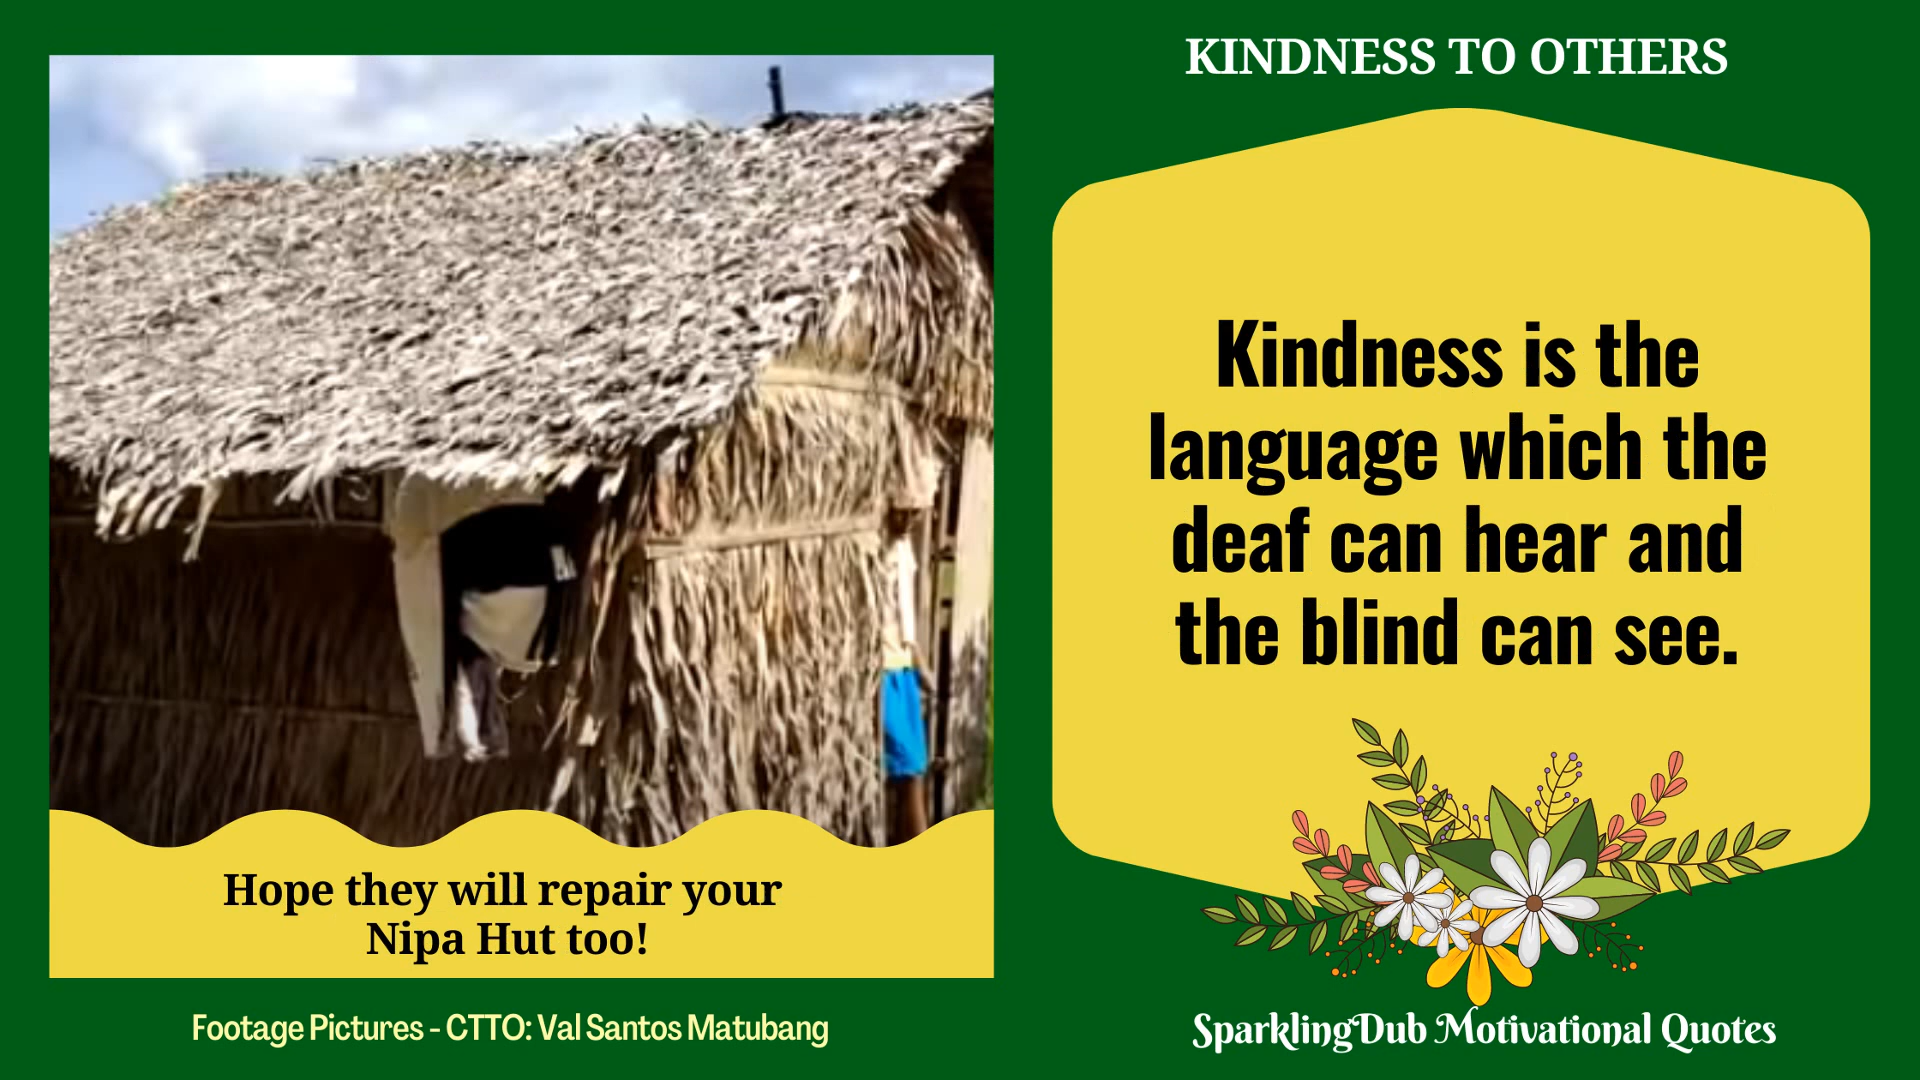 KINDNESS TO OTHERS
Kindness is the
language which the
deaf can hear and
the blind can see.
Hope they will repair your
Nipa Hut too!
Footage Pictures - CTTO: Val Santos Matubang
SparklingDub Motivational Quotes